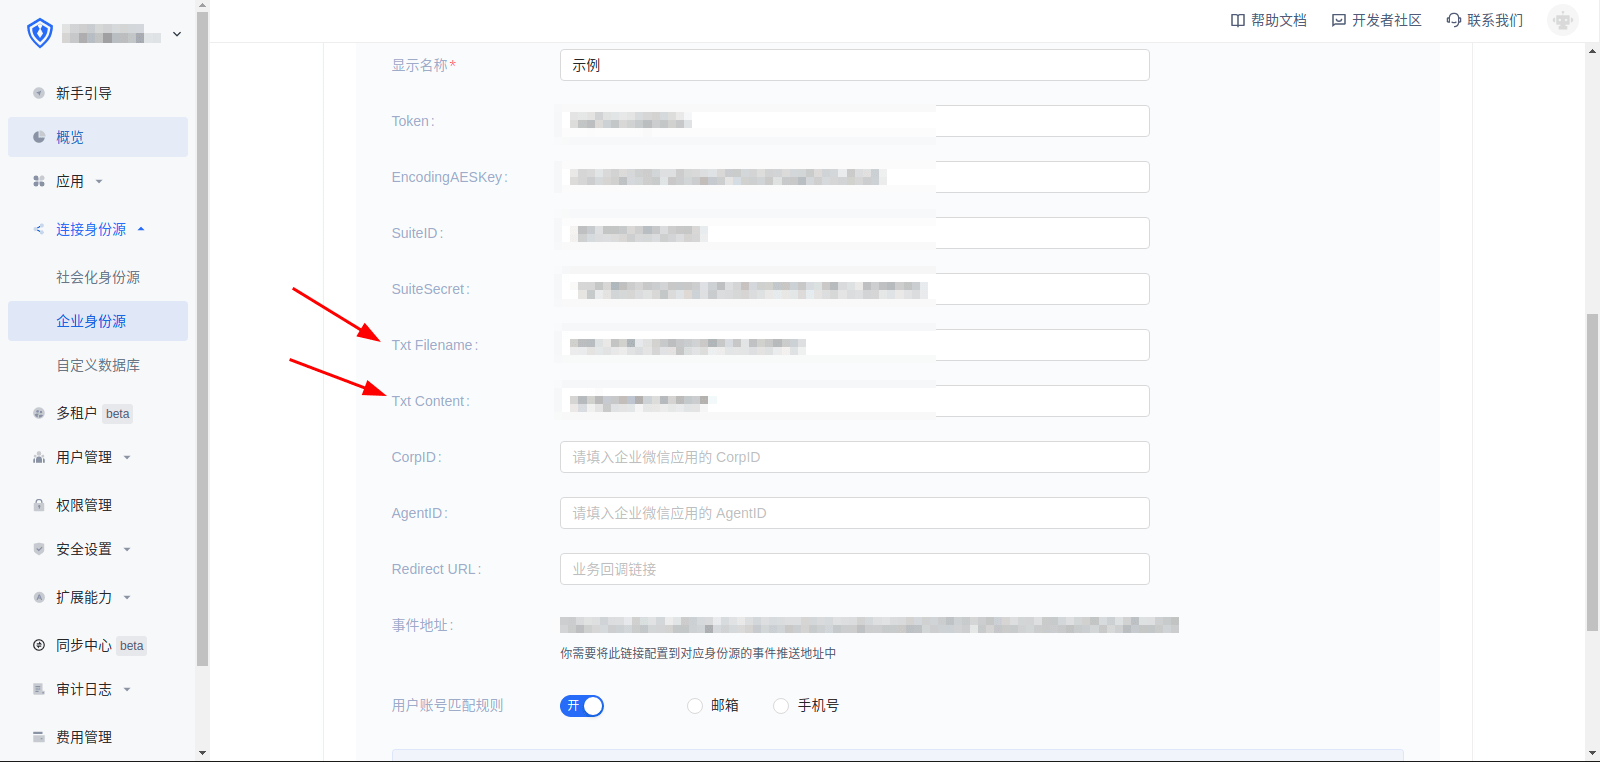 帮助文档
开发者社区
联系我们
新手引导
概览
应用
连接身份源
社会化身份源
企业身份源
自定义数据库
多租户 beta
用户管理
权限管理
安全设置
扩展能力
同步中心 beta
审计日志
费用管理
显示名称* 示例
Token:
EncodingAESKey:
SuiteID:
SuiteSecret:
Txt Filename:
Txt Content:
CorpID: 请填入企业微信应用的 CorpID
AgentID: 请填入企业微信应用的 AgentID
Redirect URL: 业务回调链接
事件地址:
你需要将此链接配置到对应身份源的事件推送地址中
用户账号匹配规则 开 邮箱 手机号